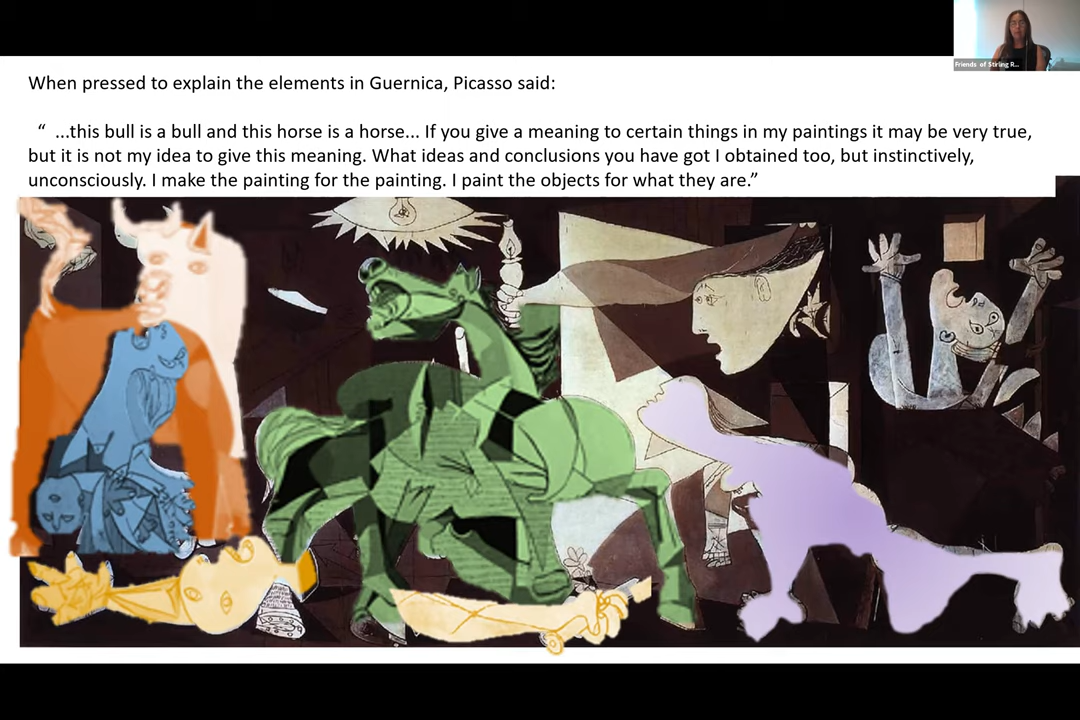 Friends of Stirling R...
When pressed to explain the elements in Guernica, Picasso said:
“ ...this bull is a bull and this horse is a horse... If you give a meaning to certain things in my paintings it may be very true,
but it is not my idea to give this meaning. What ideas and conclusions you have got I obtained too, but instinctively,
unconsciously. I make the painting for the painting. I paint the objects for what they are.”